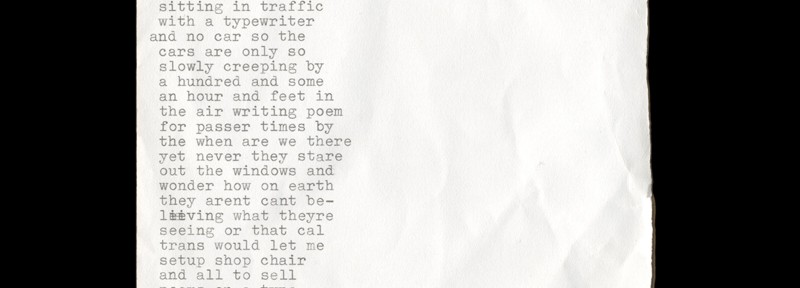 sitting in traffic
with a typewriter
and no car so the
cars are only so
slowly creeping by
a hundred and some
an hour and feet in
the air writing poem
for passer times by
the when are we there
yet never they stare
out the windows and
wonder how on earth
they arent cant be-
lieving what theyre
seeing or that cal
trans would let me
setup shop chair
and all to sell